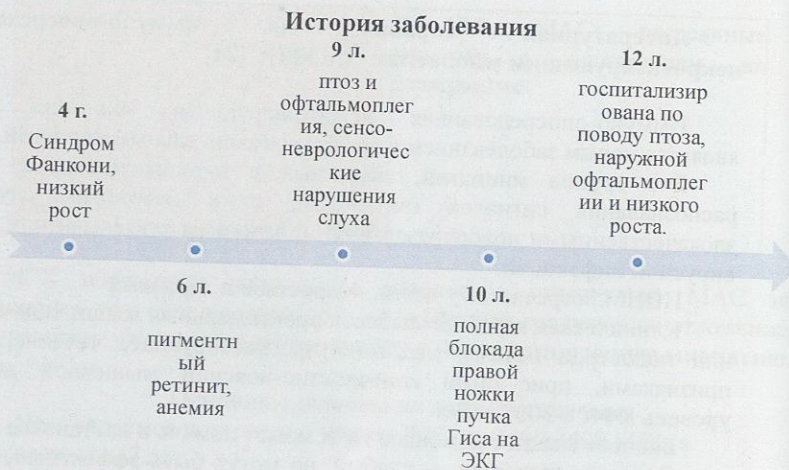 История заболевания
4 г.
Синдром
Фанкони,
низкий
рост
9 л.
птоз и
офтальмоплег
ия, сенсо-
неврологичес
кие
нарушения
слуха
12 л.
госпитализир
ована по
поводу птоза,
наружной
офтальмоплег
ии и низкого
роста.
6 л.
пигментн
ый
ретинит,
анемия
10 л.
полная
блокада
правой
ножки
пучка
Гиса на
ЭКГ